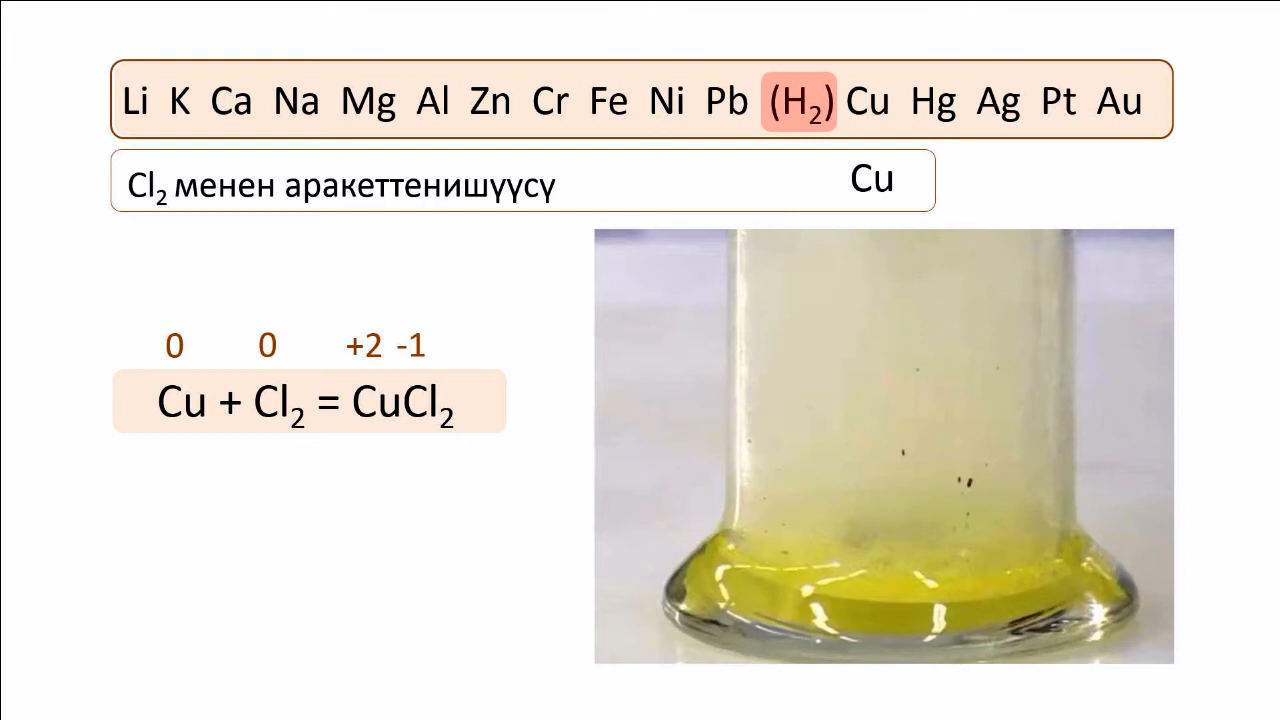 Li K Ca Na Mg Al Zn Cr Fe Ni Pb (H₂) Cu Hg Ag Pt Au
Cl₂ менен аракеттенишүүсү Cu
0 0 +2 -1
Cu + Cl₂ = CuCl₂